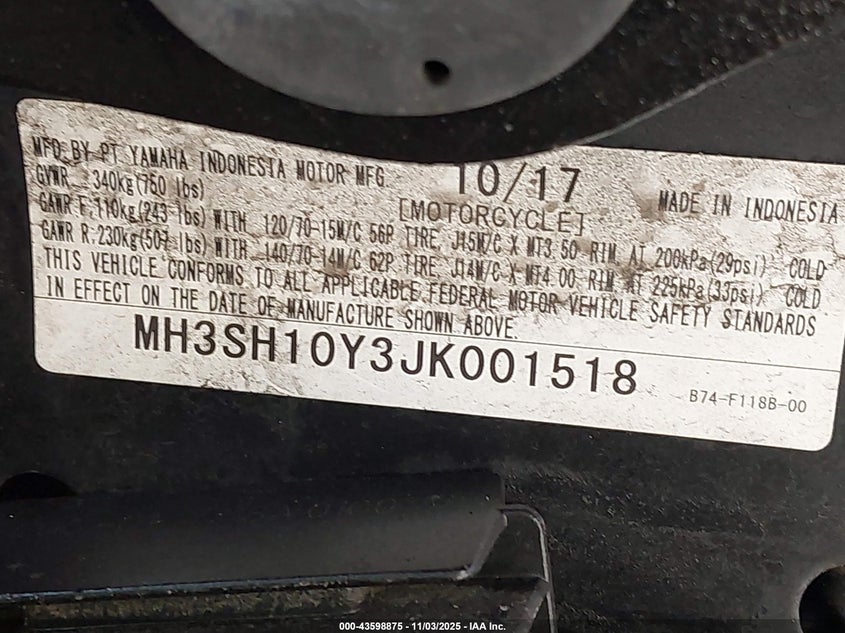 MFD BY PT YAMAHA INDONESIA MOTOR MFG 10/17 MADE IN INDONESIA
GVWR 340kg(750 lbs) [MOTORCYCLE]
GAWR F.110kg(243 lbs) WITH 120/70-15M/C 56P TIRE, J15M/C X MT3.50 RIM, AT 200kPa(29psi) COLD
GAWR R.230kg(507 lbs) WITH 140/70-14M/C 62P TIRE, J14M/C X MT4.00 RIM, AT 225kPa(33psi) COLD
THIS VEHICLE CONFORMS TO ALL APPLICABLE FEDERAL MOTOR VEHICLE SAFETY STANDARDS
IN EFFECT ON THE DATE OF MANUFACTURE SHOWN ABOVE.
MH3SH10Y3JK001518
B74-F118B-00
000-43598875 - 11/03/2025 - IAA Inc.